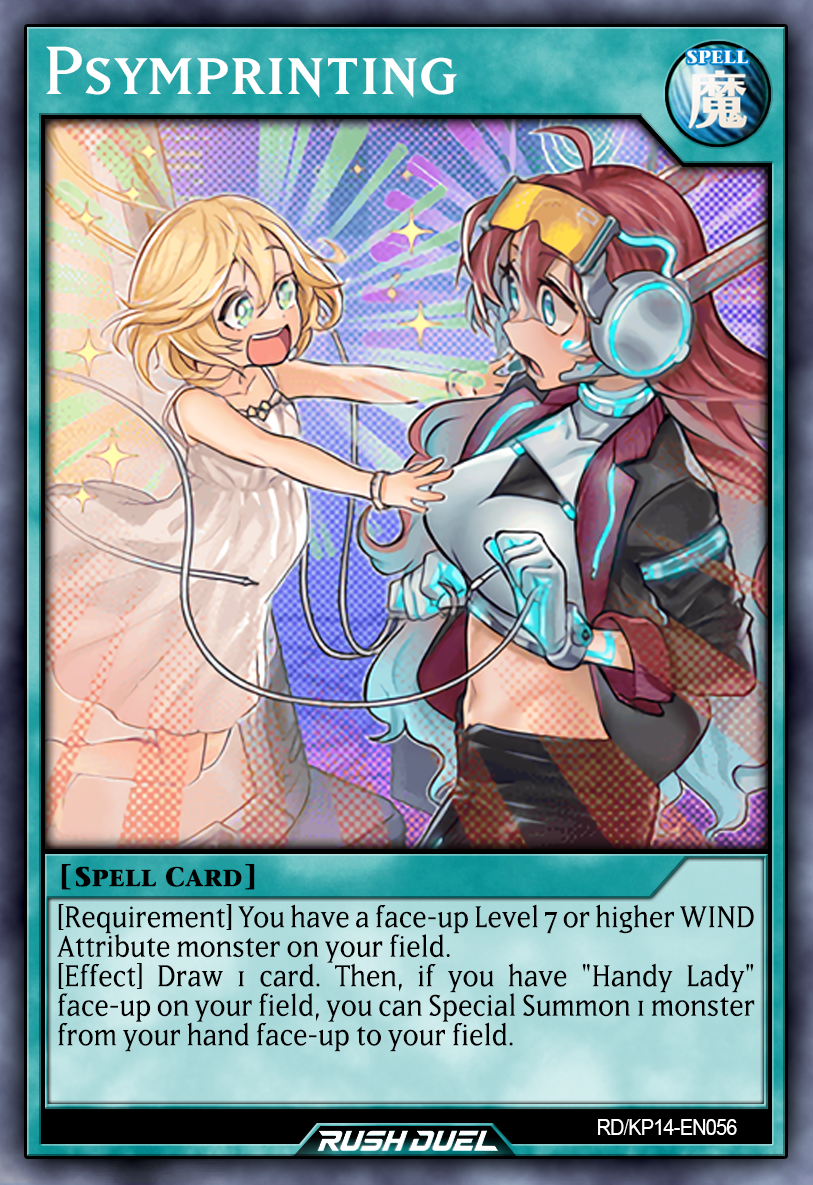 PSYMPRINTING
SPELL
魔
[SPELL CARD]
[Requirement] You have a face-up Level 7 or higher WIND
Attribute monster on your field.
[Effect] Draw 1 card. Then, if you have "Handy Lady"
face-up on your field, you can Special Summon 1 monster
from your hand face-up to your field.
RD/KP14-EN056
RUSH DUEL